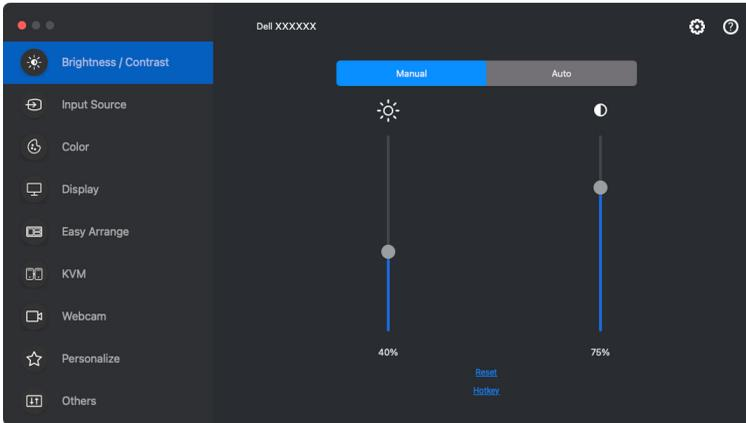 Dell XXXXXX
Brightness / Contrast
Input Source
Color
Display
Easy Arrange
KVM
Webcam
Personalize
Others
Manual
Auto
40%
75%
Reset
Hotkey